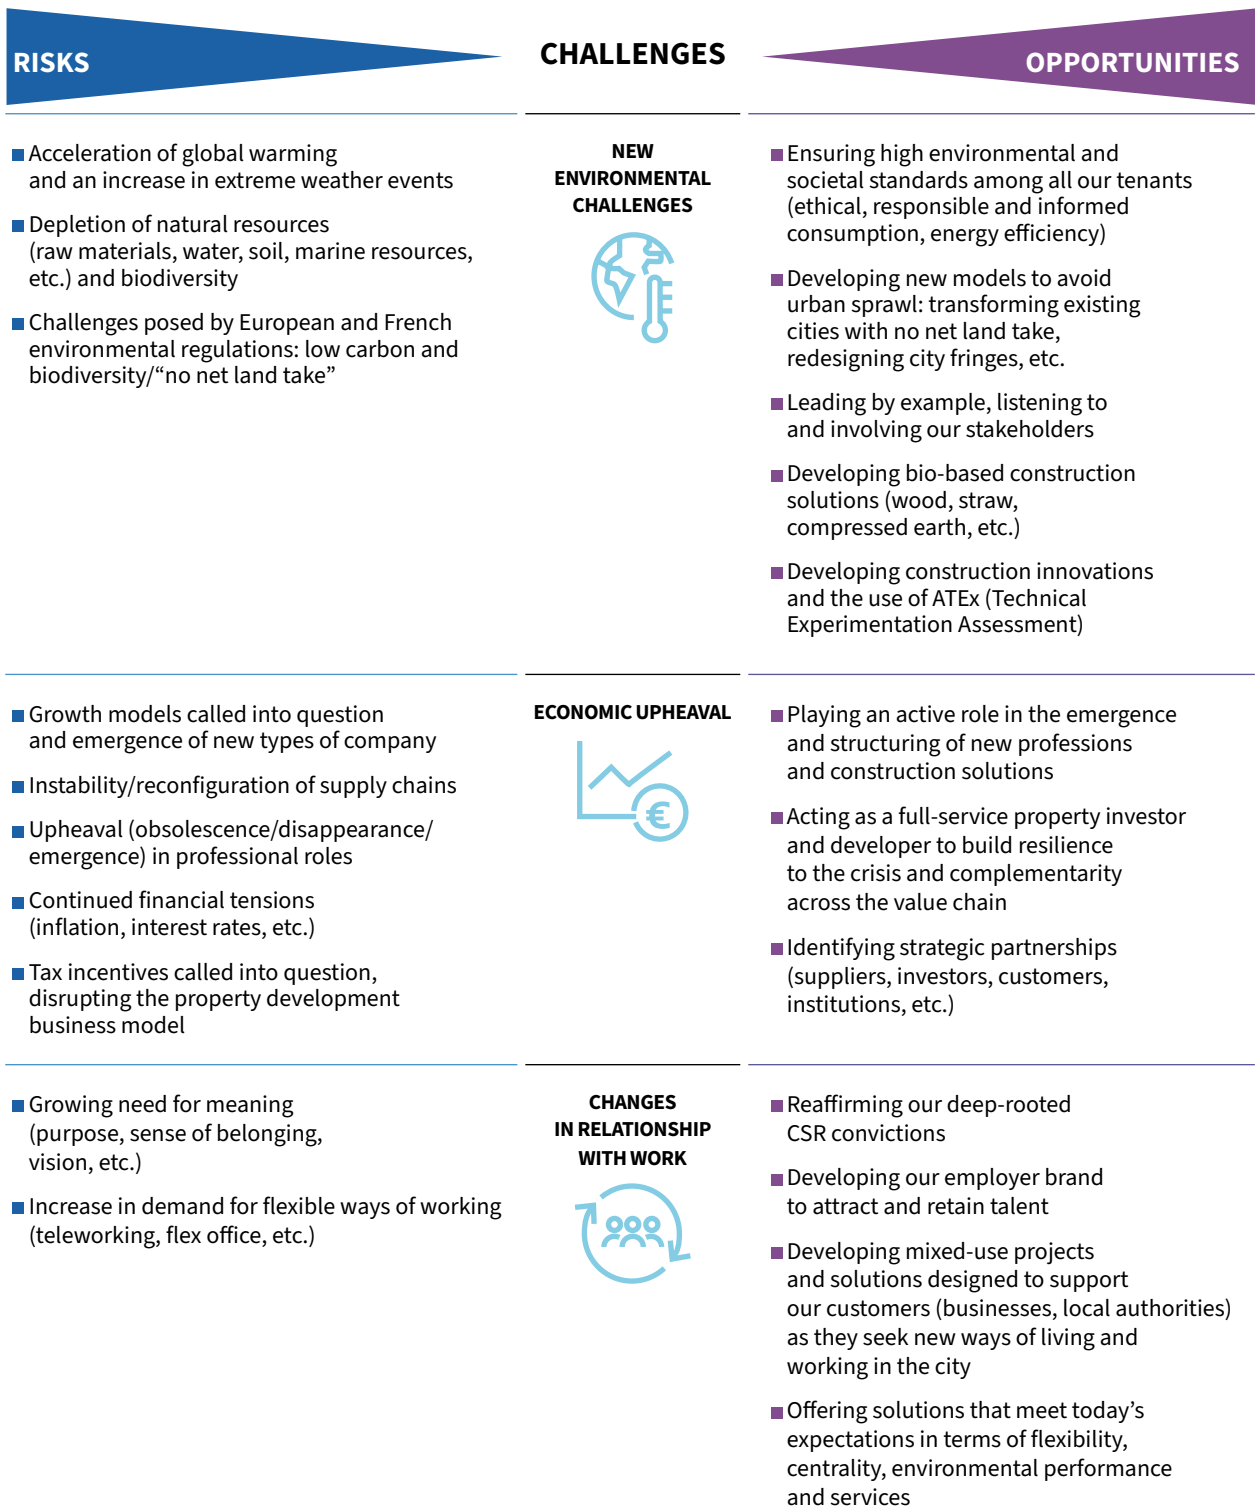 RISKS
CHALLENGES
OPPORTUNITIES
Acceleration of global warming
and an increase in extreme weather events
Depletion of natural resources
(raw materials, water, soil, marine resources,
etc.) and biodiversity
Challenges posed by European and French
environmental regulations: low carbon and
biodiversity/“no net land take”
NEW
ENVIRONMENTAL
CHALLENGES
Ensuring high environmental and
societal standards among all our tenants
(ethical, responsible and informed
consumption, energy efficiency)
Developing new models to avoid
urban sprawl: transforming existing
cities with no net land take,
redesigning city fringes, etc.
Leading by example, listening to
and involving our stakeholders
Developing bio-based construction
solutions (wood, straw,
compressed earth, etc.)
Developing construction innovations
and the use of ATEx (Technical
Experimentation Assessment)
Growth models called into question
and emergence of new types of company
Instability/reconfiguration of supply chains
Upheaval (obsolescence/disappearance/
emergence) in professional roles
Continued financial tensions
(inflation, interest rates, etc.)
Tax incentives called into question,
disrupting the property development
business model
ECONOMIC UPHEAVAL
€
Playing an active role in the emergence
and structuring of new professions
and construction solutions
Acting as a full-service property investor
and developer to build resilience
to the crisis and complementarity
across the value chain
Identifying strategic partnerships
(suppliers, investors, customers,
institutions, etc.)
Growing need for meaning
(purpose, sense of belonging,
vision, etc.)
Increase in demand for flexible ways of working
(teleworking, flex office, etc.)
CHANGES
IN RELATIONSHIP
WITH WORK
Reaffirming our deep-rooted
CSR convictions
Developing our employer brand
to attract and retain talent
Developing mixed-use projects
and solutions designed to support
our customers (businesses, local authorities)
as they seek new ways of living and
working in the city
Offering solutions that meet today’s
expectations in terms of flexibility,
centrality, environmental performance
and services